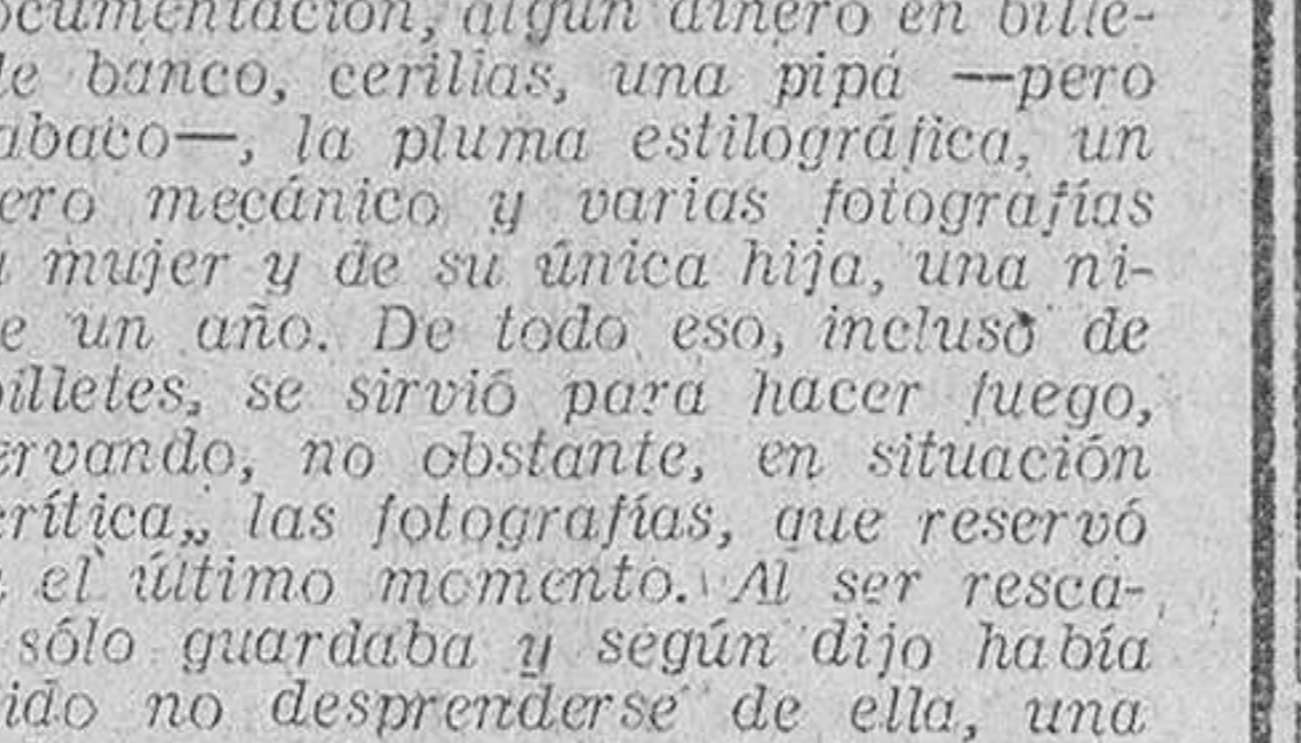 ocumentación, algún dinero en bille-
de banco, cerillas, una pipa —pero
abaco—, la pluma estilográfica, un
ero mecánico y varias fotografías
mujer y de su única hija, una ni-
e un año. De todo eso, incluso de
billetes, se sirvió para hacer fuego,
ervando, no obstante, en situación
crítica,, las fotografías, que reservó
el último momento. Al ser resca-
sólo guardaba y según dijo había
ido no desprenderse de ella, una